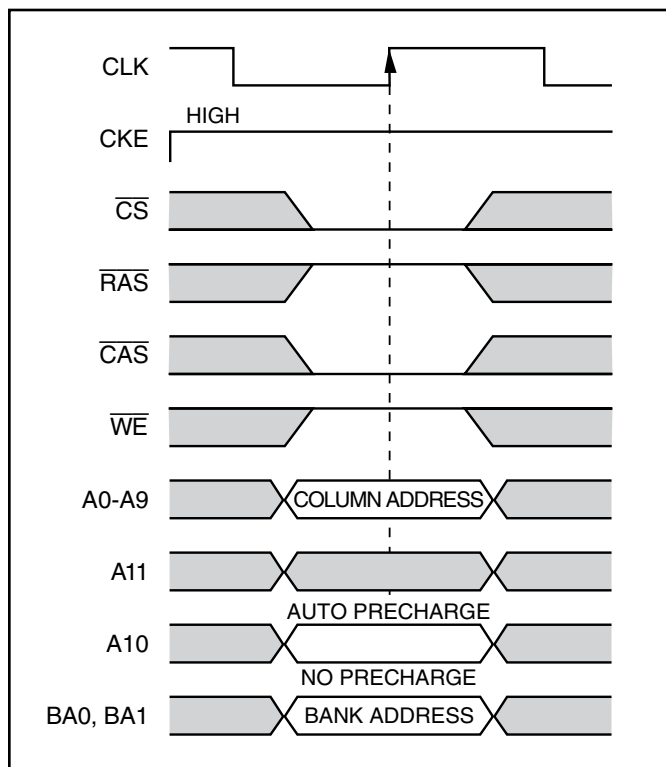 CLK
HIGH
CKE
CS
RAS
CAS
WE
A0-A9 COLUMN ADDRESS
A11
AUTO PRECHARGE
A10
NO PRECHARGE
BA0, BA1 BANK ADDRESS